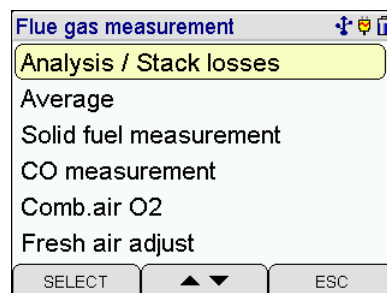 Flue gas measurement
Analysis / Stack losses
Average
Solid fuel measurement
CO measurement
Comb.air O2
Fresh air adjust
SELECT ESC